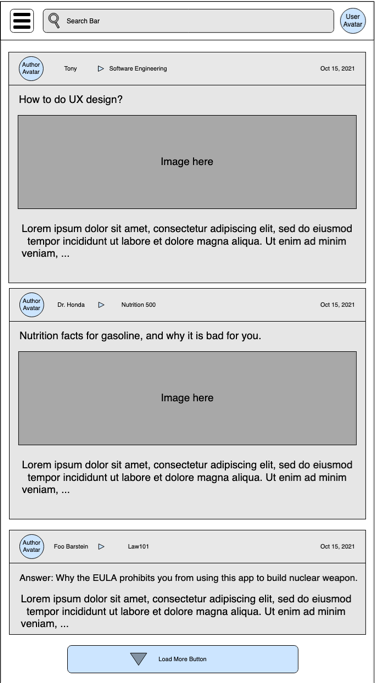 Search Bar
User
Avatar
Author
Avatar
Tony
Software Engineering
Oct 15, 2021
How to do UX design?
Image here
Lorem ipsum dolor sit amet, consectetur adipiscing elit, sed do eiusmod
tempor incididunt ut labore et dolore magna aliqua. Ut enim ad minim
veniam, ...
Author
Avatar
Dr. Honda
Nutrition 500
Oct 15, 2021
Nutrition facts for gasoline, and why it is bad for you.
Image here
Lorem ipsum dolor sit amet, consectetur adipiscing elit, sed do eiusmod
tempor incididunt ut labore et dolore magna aliqua. Ut enim ad minim
veniam, ...
Author
Avatar
Foo Barstein
Law101
Oct 15, 2021
Answer: Why the EULA prohibits you from using this app to build nuclear weapon.
Lorem ipsum dolor sit amet, consectetur adipiscing elit, sed do eiusmod
tempor incididunt ut labore et dolore magna aliqua. Ut enim ad minim
veniam, ...
Load More Button